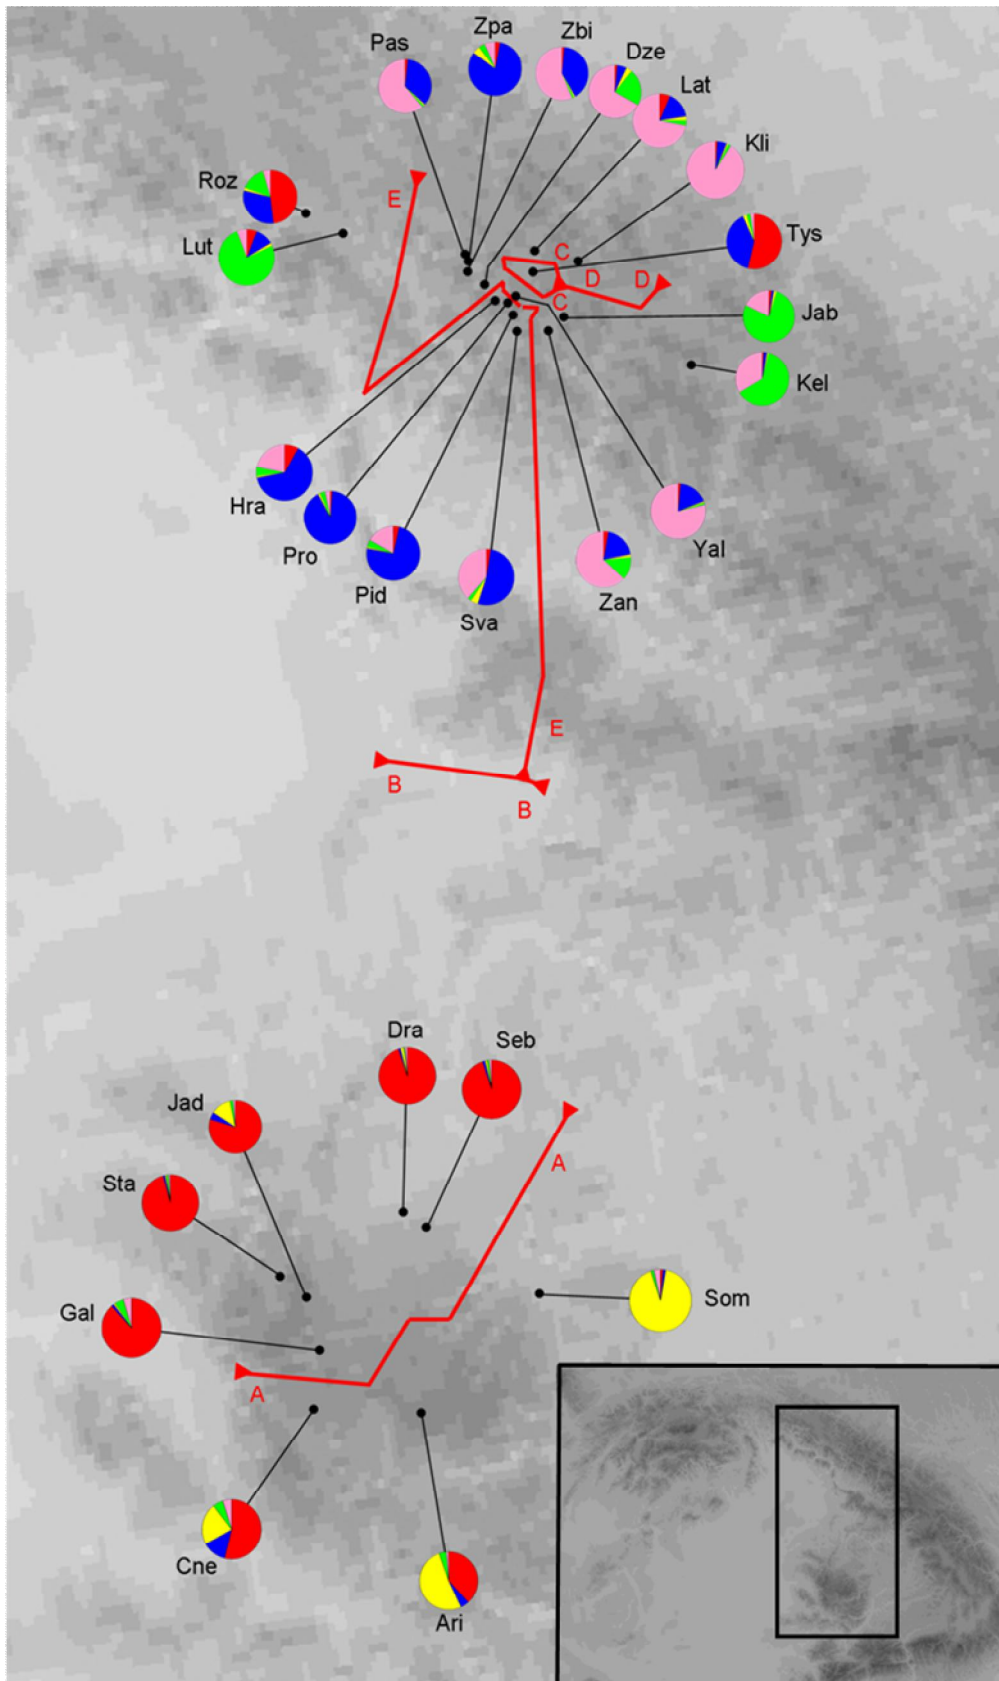 Zpa
Zbi
Pas
Dze
Lat
Kli
Roz
E
Tys
Lut
C
D
D
C
Jab
Kel
Hra
Yal
Pro
Pid
Zan
Sva
E
B
B
Dra
Seb
Jad
A
Sta
Som
Gal
A
Cne
Ari